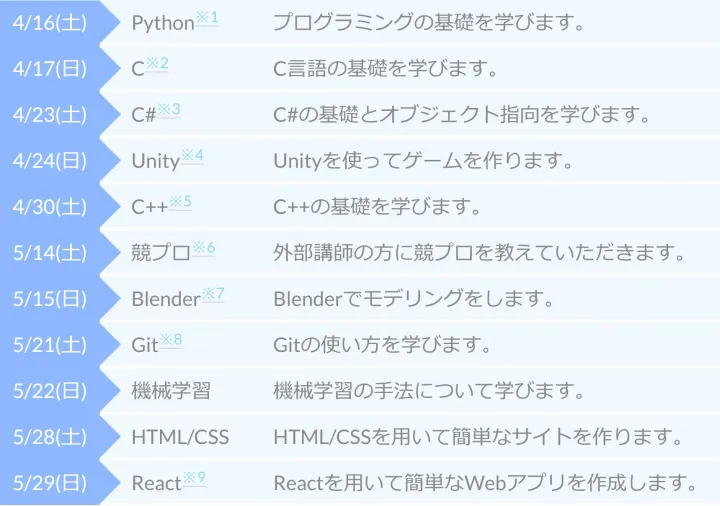 4/16(土) Python※1 プログラミングの基礎を学びます。
4/17(日) C※2 C言語の基礎を学びます。
4/23(土) C#※3 C#の基礎とオブジェクト指向を学びます。
4/24(日) Unity※4 Unityを使ってゲームを作ります。
4/30(土) C++※5 C++の基礎を学びます。
5/14(土) 競プロ※6 外部講師の方に競プロを教えていただきます。
5/15(日) Blender※7 Blenderでモデリングをします。
5/21(土) Git※8 Gitの使い方を学びます。
5/22(日) 機械学習 機械学習の手法について学びます。
5/28(土) HTML/CSS HTML/CSSを用いて簡単なサイトを作ります。
5/29(日) React※9 Reactを用いて簡単なWebアプリを作成します。